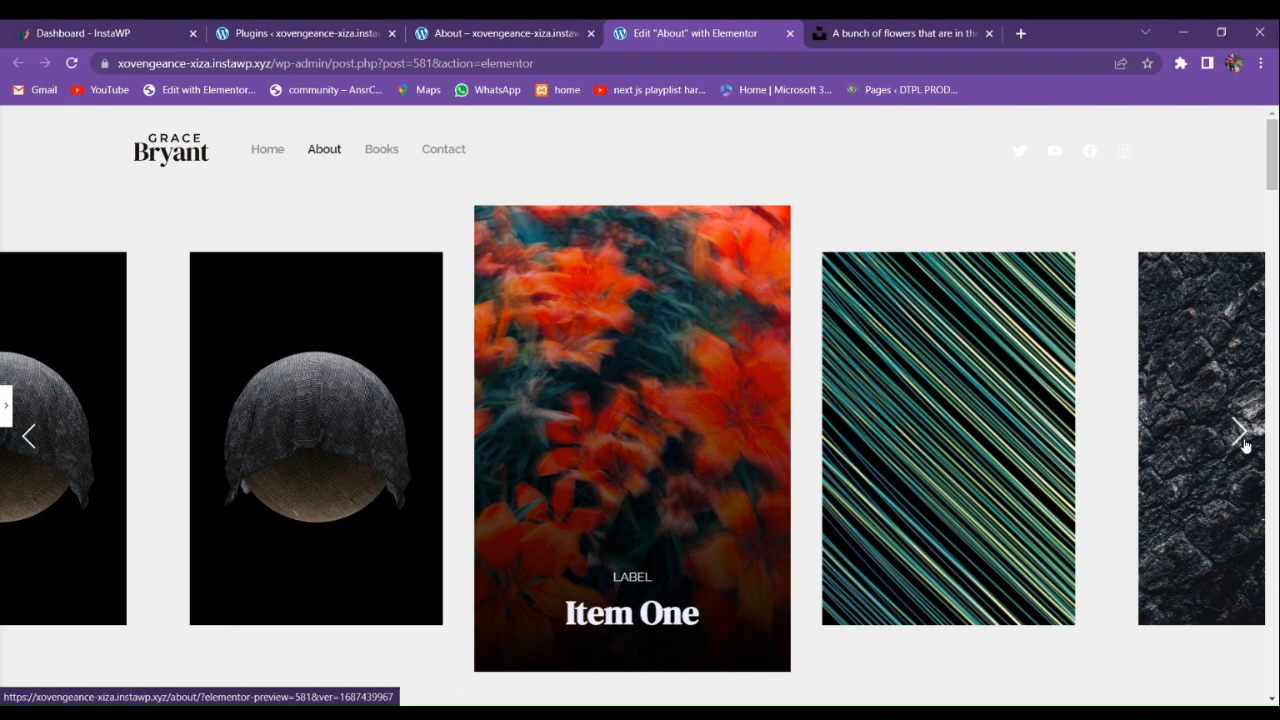 Dashboard - InstaWP
Plugins ‹ xovengeance-xiza.instaw
About – xovengeance-xiza.instaw
Edit "About" with Elementor
A bunch of flowers that are in the
xovengeance-xiza.instawp.xyz/wp-admin/post.php?post=581&action=elementor
Gmail
YouTube
Edit with Elementor...
community – AnsrC...
Maps
WhatsApp
home
next js playlist har...
Home | Microsoft 3...
Pages ‹ DTPL PROD...
GRACE
Bryant
Home
About
Books
Contact
LABEL
Item One
https://xovengeance-xiza.instawp.xyz/about/?elementor-preview=581&ver=1687439967